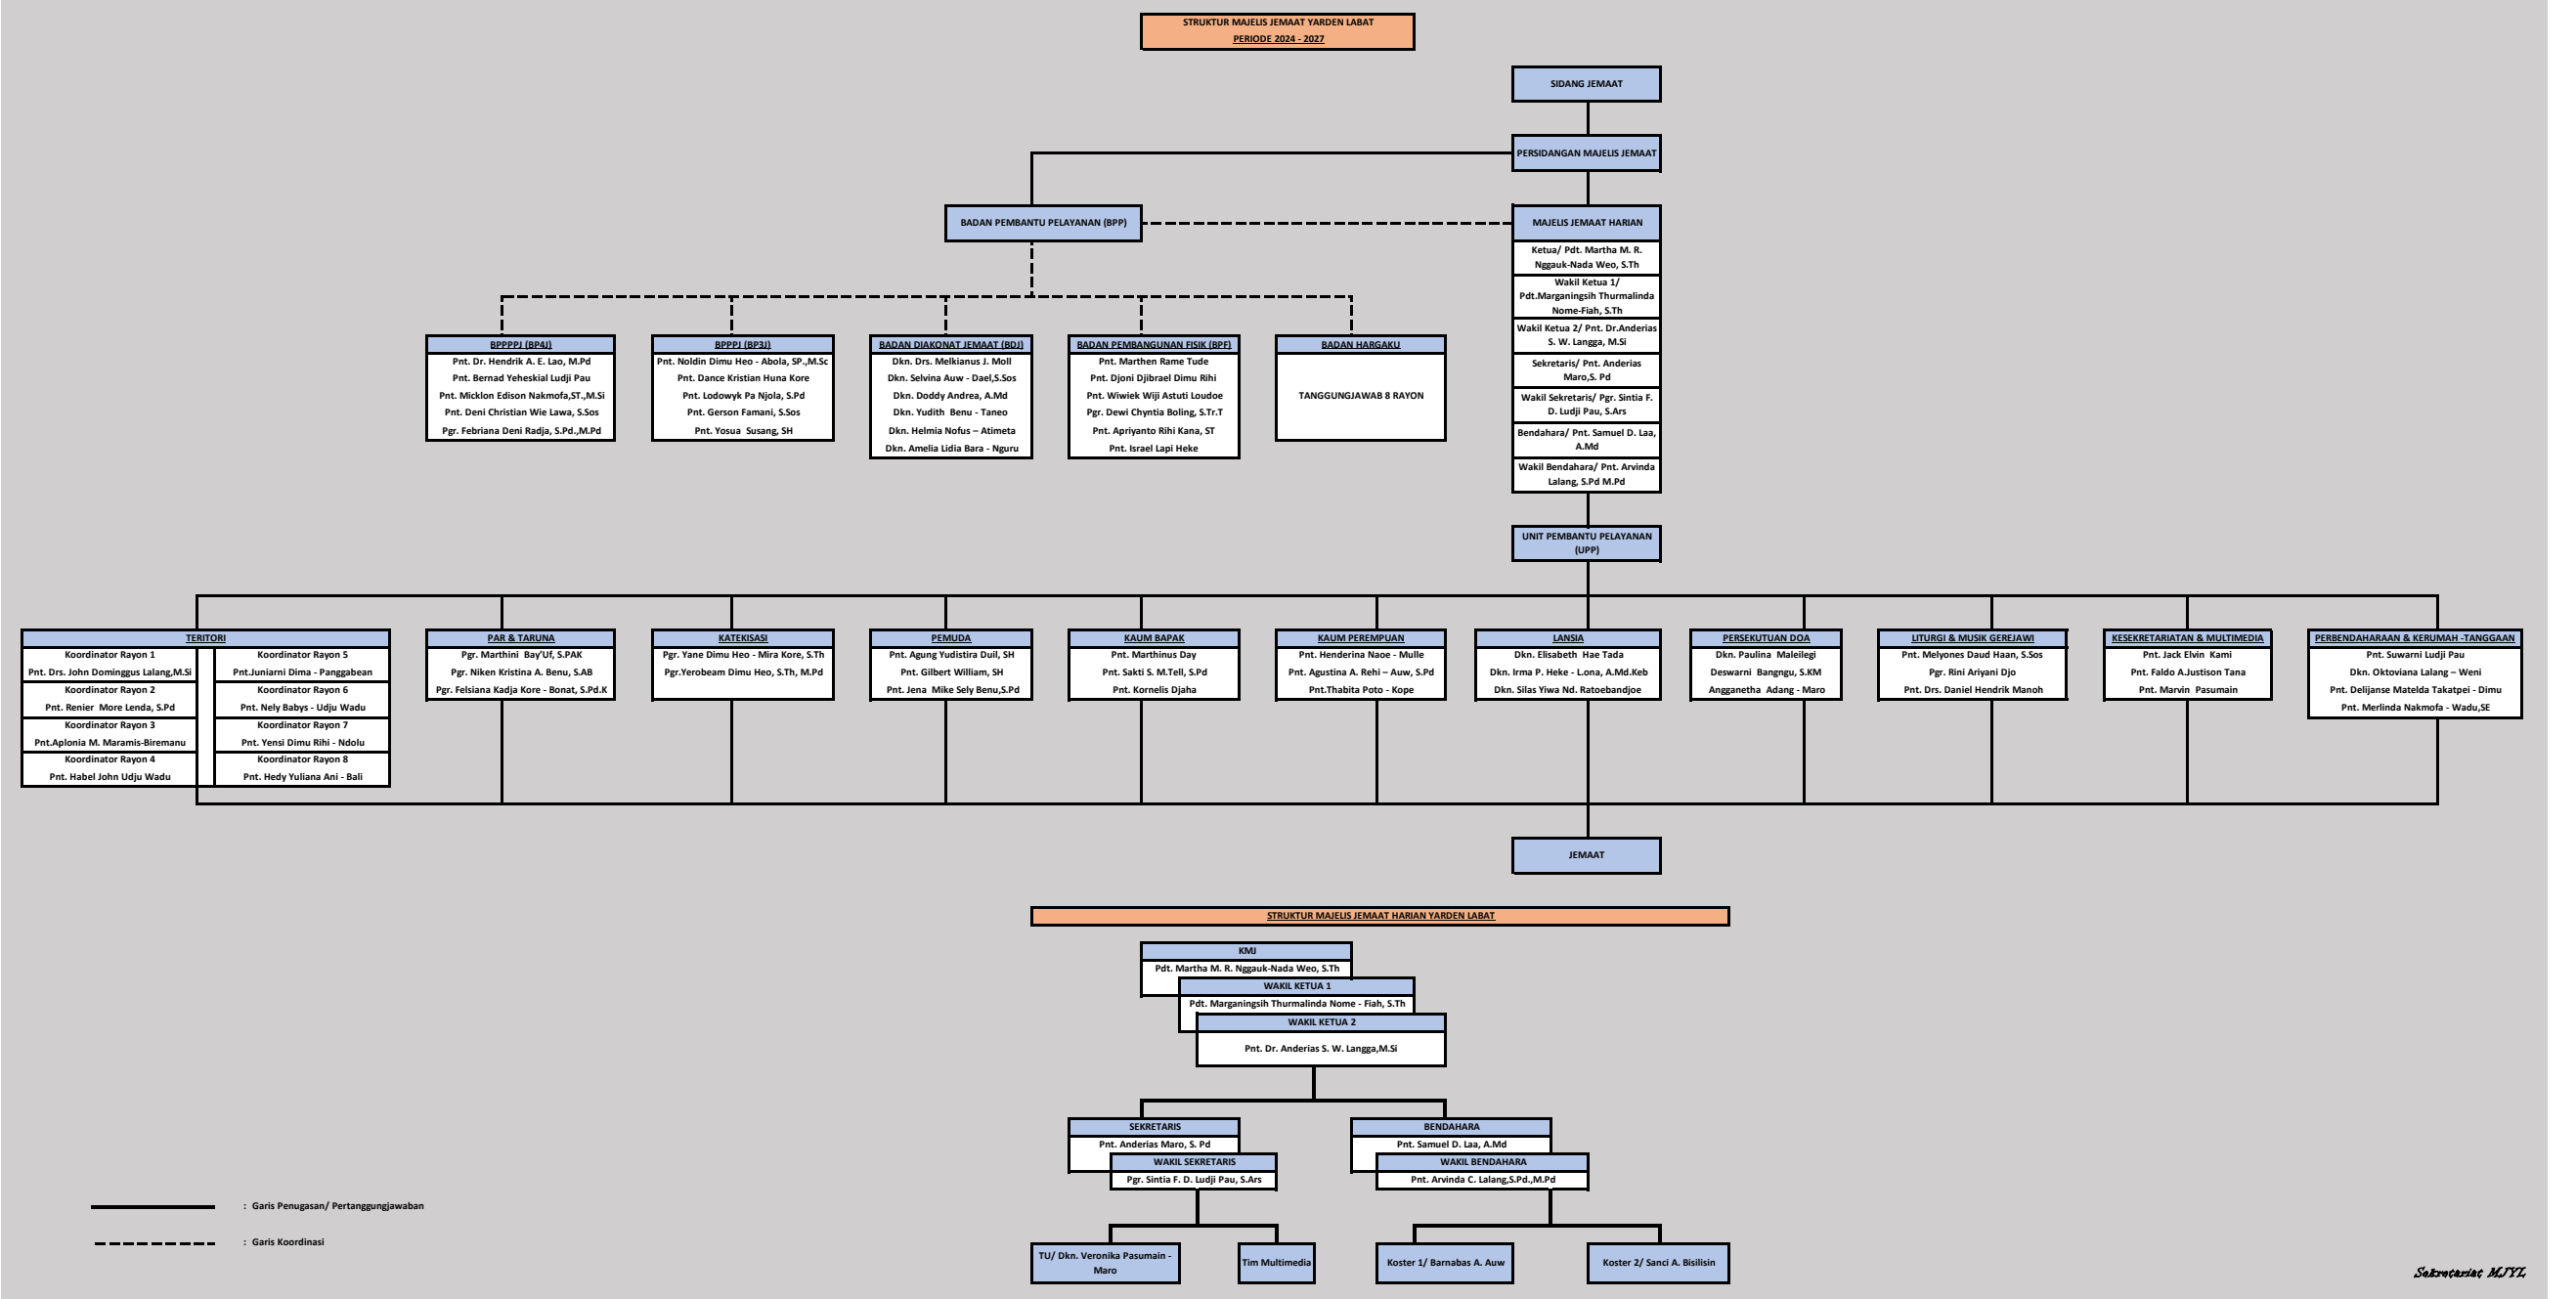 STRUKTUR MAJELIS JEMAAT YARDEN LABAT
PERIODE 2024 - 2027
SIDANG JEMAAT
PERSIDANGAN MAJELIS JEMAAT
BADAN PEMBANTU PELAYANAN (BPP)
MAJELIS JEMAAT HARIAN
Ketua/ Pdt. Martha M. R.
Nggauk-Nada Weo, S.Th
Wakil Ketua 1/
Pdt.Marganingsih Thurmalinda
Nome-Fiah, S.Th
Wakil Ketua 2/ Pnt. Dr.Anderias
S. W. Langga, M.Si
Sekretaris/ Pnt. Anderias
Maro,S. Pd
Wakil Sekretaris/ Pgr. Sintia F.
D. Ludji Pau, S.Ars
Bendahara/ Pnt. Samuel D. Laa,
A.Md
Wakil Bendahara/ Pnt. Arvinda
Lalang, S.Pd M.Pd
BPPPPJ (BP4J)
Pnt. Dr. Hendrik A. E. Lao, M.Pd
Pnt. Bernad Yeheskial Ludji Pau
Pnt. Micklon Edison Nakmofa,ST.,M.Si
Pnt. Deni Christian Wie Lawa, S.Sos
Pgr. Febriana Deni Radja, S.Pd.,M.Pd
BPPPJ (BP3J)
Pnt. Noldin Dimu Heo - Abola, SP.,M.Sc
Pnt. Dance Kristian Huna Kore
Pnt. Lodowyk Pa Njola, S.Pd
Pnt. Gerson Famani, S.Sos
Pnt. Yosua Susang, SH
BADAN DIAKONAT JEMAAT (BDJ)
Dkn. Drs. Melkianus J. Moll
Dkn. Selvina Auw - Dael,S.Sos
Dkn. Doddy Andrea, A.Md
Dkn. Yudith Benu - Taneo
Dkn. Helmia Nofus – Atimeta
Dkn. Amelia Lidia Bara - Nguru
BADAN PEMBANGUNAN FISIK (BPF)
Pnt. Marthen Rame Tude
Pnt. Djoni Djibrael Dimu Rihi
Pnt. Wiwiek Wiji Astuti Loudoe
Pgr. Dewi Chyntia Boling, S.Tr.T
Pnt. Apriyanto Rihi Kana, ST
Pnt. Israel Lapi Heke
BADAN HARGAKU
TANGGUNGJAWAB 8 RAYON
UNIT PEMBANTU PELAYANAN
(UPP)
TERITORI
Koordinator Rayon 1
Pnt. Drs. John Dominggus Lalang,M.Si
Koordinator Rayon 2
Pnt. Renier More Lenda, S.Pd
Koordinator Rayon 3
Pnt.Aplonia M. Maramis-Biremanu
Koordinator Rayon 4
Pnt. Habel John Udju Wadu
Koordinator Rayon 5
Pnt.Juniarni Dima - Panggabean
Koordinator Rayon 6
Pnt. Nely Babys - Udju Wadu
Koordinator Rayon 7
Pnt. Yensi Dimu Rihi - Ndolu
Koordinator Rayon 8
Pnt. Hedy Yuliana Ani - Bali
PAR & TARUNA
Pgr. Marthini Bay'Uf, S.PAK
Pgr. Niken Kristina A. Benu, S.AB
Pgr. Felsiana Kadja Kore - Bonat, S.Pd.K
KATEKISASI
Pgr. Yane Dimu Heo - Mira Kore, S.Th
Pgr.Yerobeam Dimu Heo, S.Th, M.Pd
PEMUDA
Pnt. Agung Yudistira Duil, SH
Pnt. Gilbert William, SH
Pnt. Jena Mike Sely Benu,S.Pd
KAUM BAPAK
Pnt. Marthinus Day
Pnt. Sakti S. M.Tell, S.Pd
Pnt. Kornelis Djaha
KAUM PEREMPUAN
Pnt. Henderina Naoe - Mulle
Pnt. Agustina A. Rehi – Auw, S.Pd
Pnt.Thabita Poto - Kope
LANSIA
Dkn. Elisabeth Hae Tada
Dkn. Irma P. Heke - Lona, A.Md.Keb
Dkn. Silas Yiwa Nd. Ratoebandjoe
PERSEKUTUAN DOA
Dkn. Paulina Maleilegi
Deswarni Bangngu, S.KM
Angganetha Adang - Maro
LITURGI & MUSIK GEREJAWI
Pnt. Melyones Daud Haan, S.Sos
Pgr. Rini Ariyani Djo
Pnt. Drs. Daniel Hendrik Manoh
KESEKRETARIATAN & MULTIMEDIA
Pnt. Jack Elvin Kami
Pnt. Faldo A.Justison Tana
Pnt. Marvin Pasumain
PERBENDAHARAAN & KERUMAH -TANGGAAN
Pnt. Suwarni Ludji Pau
Dkn. Oktoviana Lalang – Weni
Pnt. Delijanse Matelda Takatpei - Dimu
Pnt. Merlinda Nakmofa - Wadu,SE
JEMAAT
STRUKTUR MAJELIS JEMAAT HARIAN YARDEN LABAT
KMJ
Pdt. Martha M. R. Nggauk-Nada Weo, S.Th
WAKIL KETUA 1
Pdt. Marganingsih Thurmalinda Nome - Fiah, S.Th
WAKIL KETUA 2
Pnt. Dr. Anderias S. W. Langga,M.Si
SEKRETARIS
Pnt. Anderias Maro, S. Pd
WAKIL SEKRETARIS
Pgr. Sintia F. D. Ludji Pau, S.Ars
BENDAHARA
Pnt. Samuel D. Laa, A.Md
WAKIL BENDAHARA
Pnt. Arvinda C. Lalang,S.Pd.,M.Pd
TU/ Dkn. Veronika Pasumain -
Maro
Tim Multimedia
Koster 1/ Barnabas A. Auw
Koster 2/ Sanci A. Bisilisin
: Garis Penugasan/ Pertanggungjawaban
: Garis Koordinasi
Sekretariat MJYL